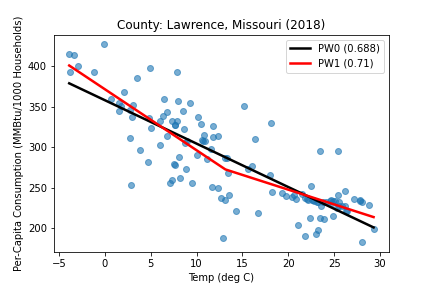 County: Lawrence, Missouri (2018)
Per-Capita Consumption (MMBtu/1000 Households)
400
350
300
250
200
PW0 (0.688)
PW1 (0.71)
−5
0
5
10
15
20
25
30
Temp (deg C)